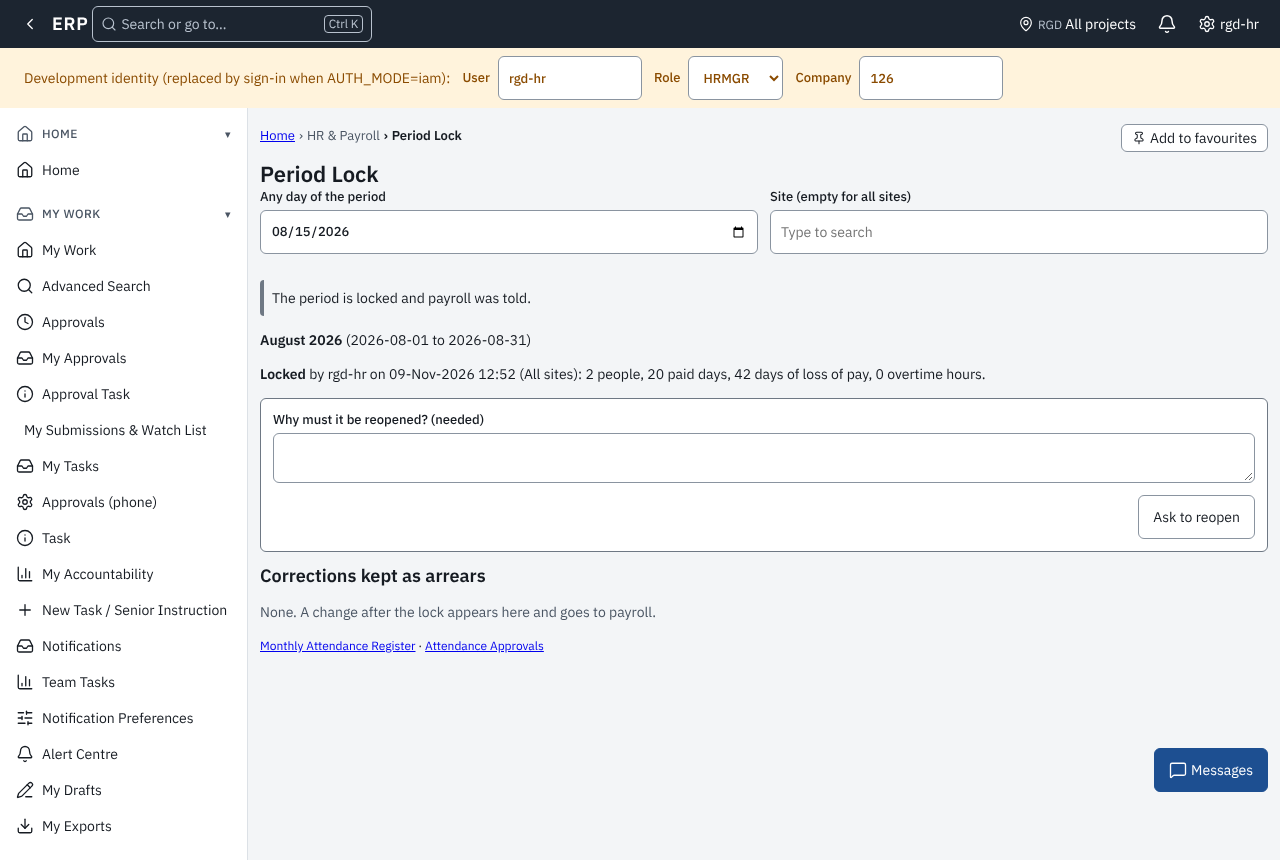 ERP
Search or go to...
Ctrl K
RGD All projects
rgd-hr
Development identity (replaced by sign-in when AUTH_MODE=iam):
User
rgd-hr
Role
HRMGR
Company
126
HOME
Home
MY WORK
My Work
Advanced Search
Approvals
My Approvals
Approval Task
My Submissions & Watch List
My Tasks
Approvals (phone)
Task
My Accountability
New Task / Senior Instruction
Notifications
Team Tasks
Notification Preferences
Alert Centre
My Drafts
My Exports
Home › HR & Payroll › Period Lock
Add to favourites
Period Lock
Any day of the period
08/15/2026
Site (empty for all sites)
Type to search
The period is locked and payroll was told.
August 2026 (2026-08-01 to 2026-08-31)
Locked by rgd-hr on 09-Nov-2026 12:52 (All sites): 2 people, 20 paid days, 42 days of loss of pay, 0 overtime hours.
Why must it be reopened? (needed)
Ask to reopen
Corrections kept as arrears
None. A change after the lock appears here and goes to payroll.
Monthly Attendance Register · Attendance Approvals
Messages